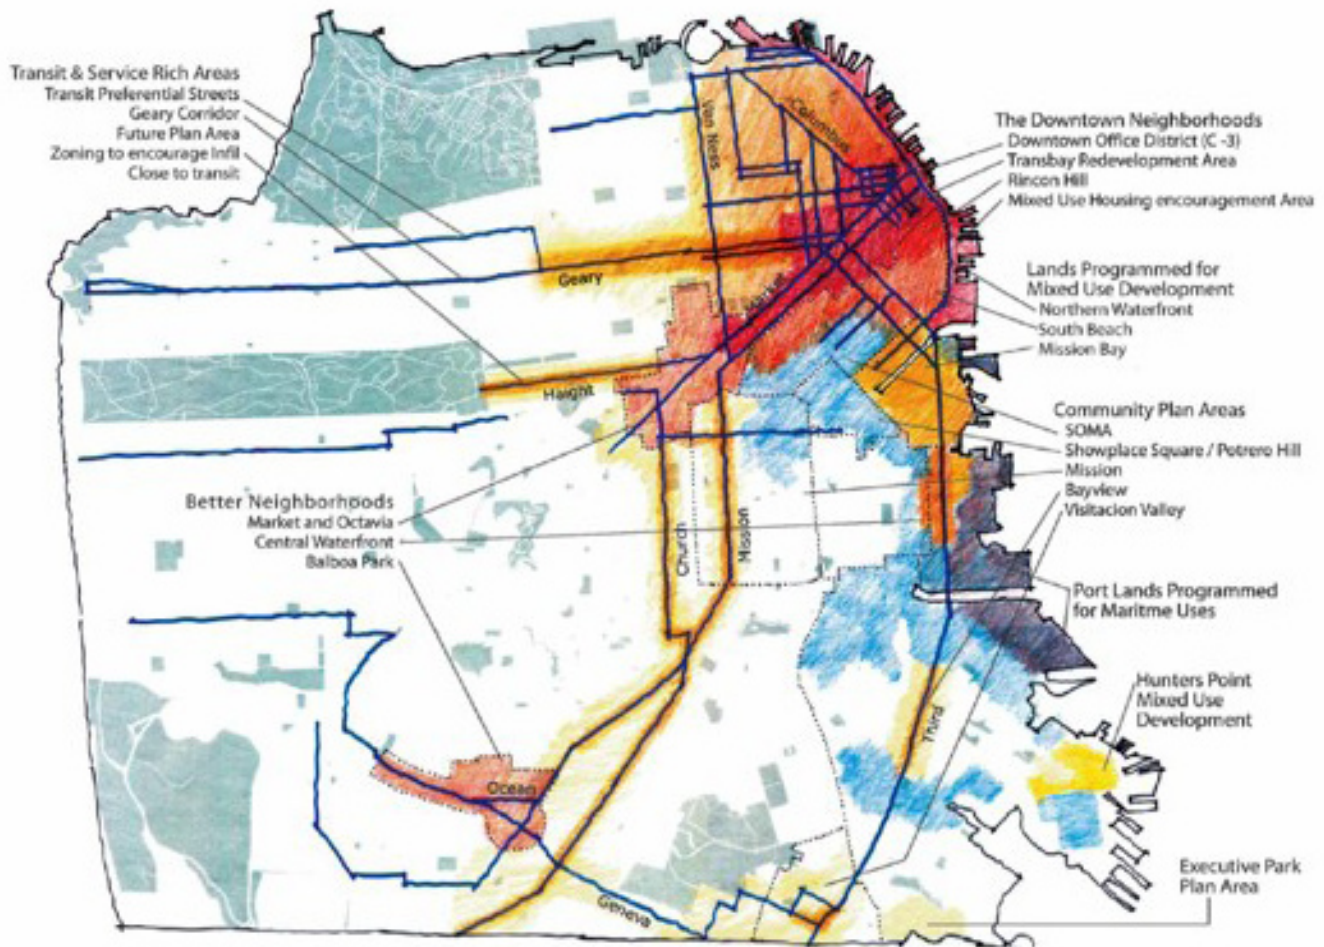 Transit & Service Rich Areas
Transit Preferential Streets
Geary Corridor
Future Plan Area
Zoning to encourage Infil
Close to transit
The Downtown Neighborhoods
Downtown Office District (C -3)
Transbay Redevelopment Area
Rincon Hill
Mixed Use Housing encouragement Area
Lands Programmed for
Mixed Use Development
Northern Waterfront
South Beach
Mission Bay
Community Plan Areas
SOMA
Showplace Square / Potrero Hill
Mission
Bayview
Visitacion Valley
Better Neighborhoods
Market and Octavia
Central Waterfront
Balboa Park
Port Lands Programmed
for Maritme Uses
Hunters Point
Mixed Use
Development
Executive Park
Plan Area
Van Ness
Columbus
Geary
Market
Haight
Church
Mission
Third
Ocean
Geneva